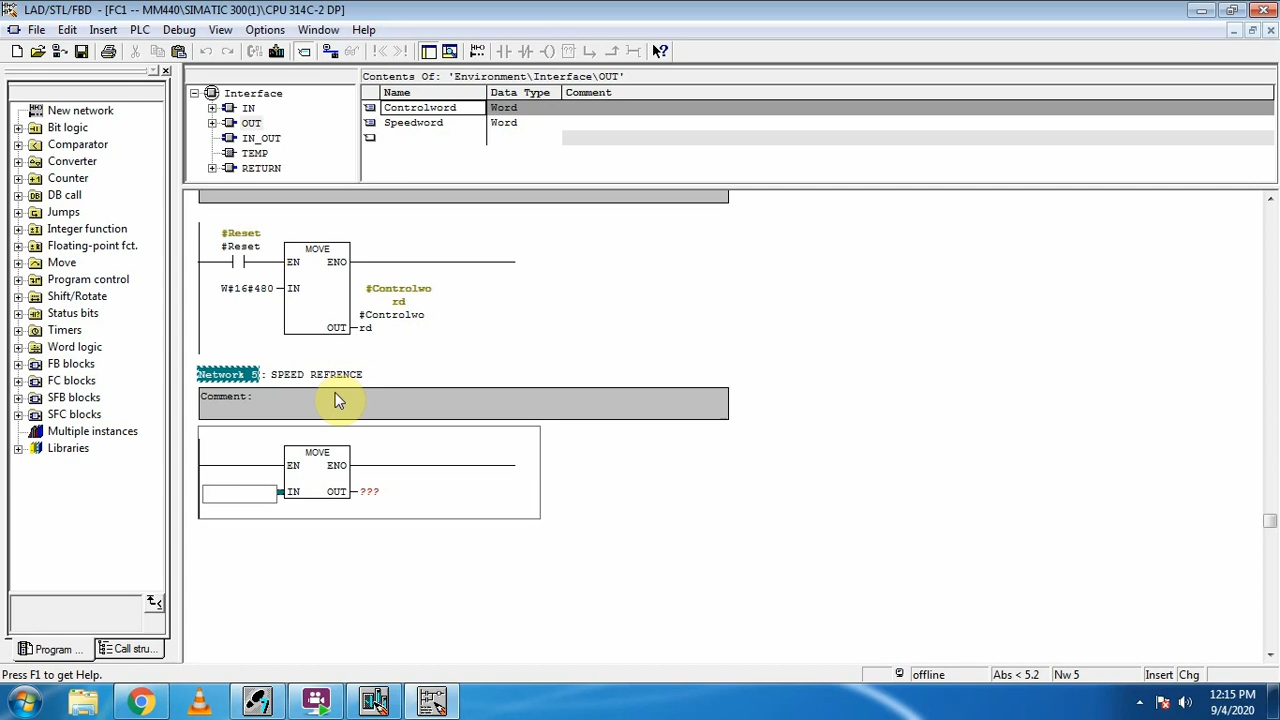 LAD/STL/FBD - [FC1 -- MM440\SIMATIC 300(1)\CPU 314C-2 DP]
File Edit Insert PLC Debug View Options Window Help
New network
Bit logic
Comparator
Converter
Counter
DB call
Jumps
Integer function
Floating-point fct.
Move
Program control
Shift/Rotate
Status bits
Timers
Word logic
FB blocks
FC blocks
SFB blocks
SFC blocks
Multiple instances
Libraries
Program ...
Call stru...
Interface
IN
OUT
IN_OUT
TEMP
RETURN
Contents Of: 'Environment\Interface\OUT'
Name Data Type Comment
Controlword Word
Speedword Word
#Reset
#Reset
MOVE
EN ENO
W#16#480 IN
#Controlwo
rd
#Controlwo
OUT rd
Network 5 : SPEED REFRENCE
Comment:
MOVE
EN ENO
IN OUT ???
Press F1 to get Help.
offline Abs < 5.2 Nw 5 Insert Chg
12:15 PM
9/4/2020